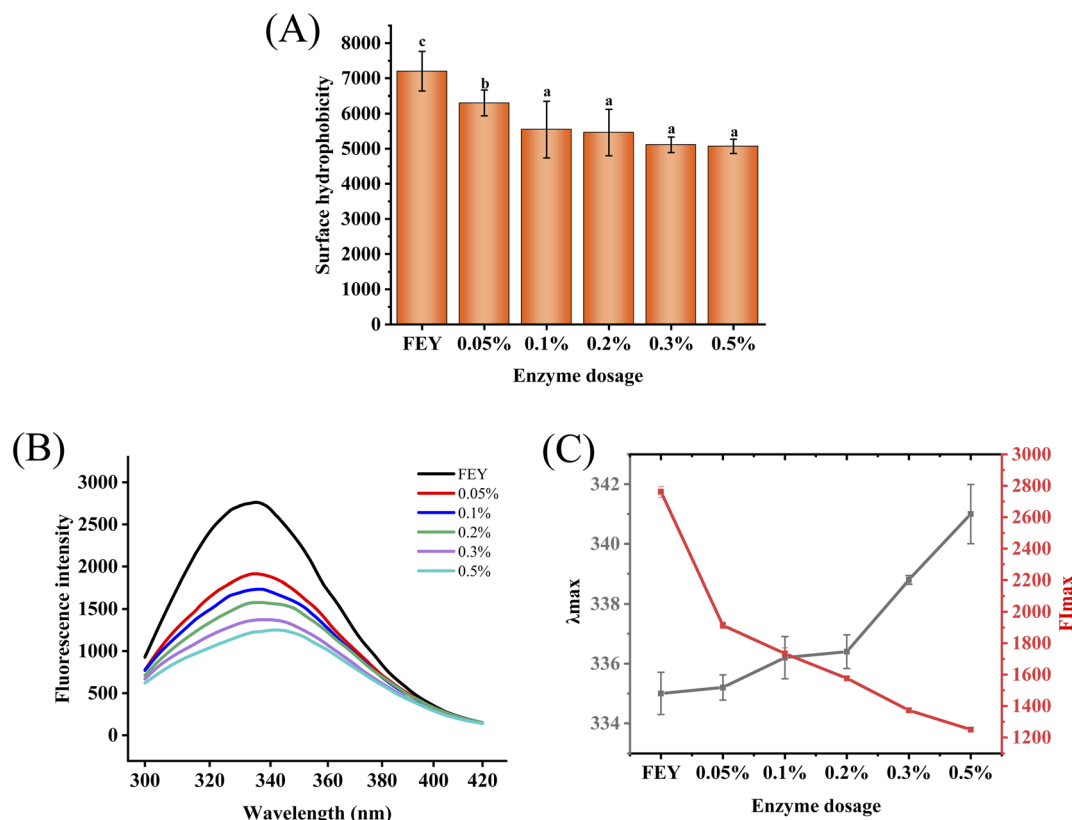 (A)
8000
7000
6000
5000
4000
3000
2000
1000
0
Surface hydrophobicity
c
b
a
a
a
a
FEY 0.05% 0.1% 0.2% 0.3% 0.5%
Enzyme dosage
(B)
3000
2500
2000
1500
1000
500
0
Fluorescence intensity
FEY
0.05%
0.1%
0.2%
0.3%
0.5%
300 320 340 360 380 400 420
Wavelength (nm)
(C)
342
340
338
336
334
λmax
3000
2800
2600
2400
2200
2000
1800
1600
1400
1200
FImax
FEY 0.05% 0.1% 0.2% 0.3% 0.5%
Enzyme dosage